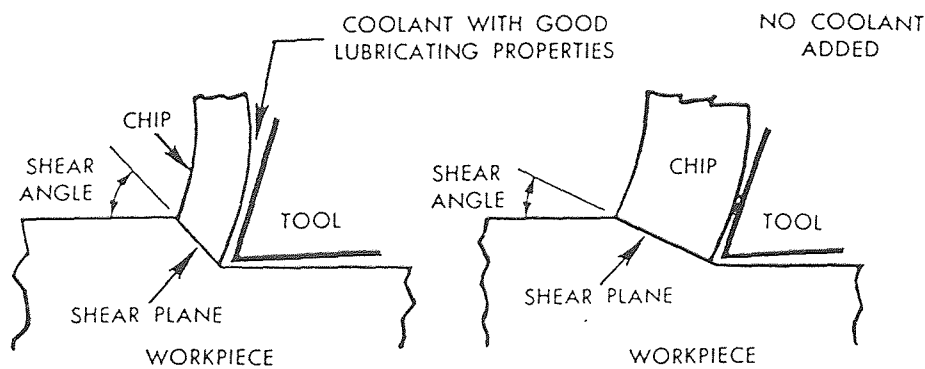 COOLANT WITH GOOD
LUBRICATING PROPERTIES
CHIP
SHEAR
ANGLE
TOOL
SHEAR PLANE
WORKPIECE
NO COOLANT
ADDED
SHEAR
ANGLE
CHIP
TOOL
SHEAR PLANE
WORKPIECE